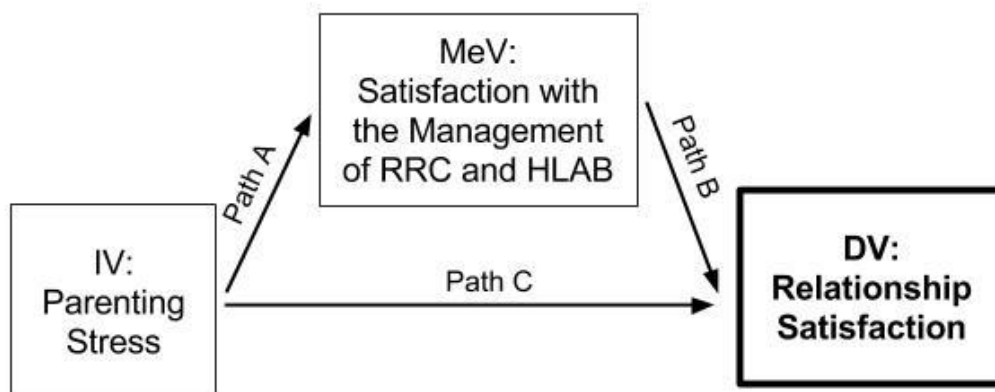 MeV:
Satisfaction with
the Management
of RRC and HLAB
Path A
Path B
IV:
Parenting
Stress
Path C
DV:
Relationship
Satisfaction